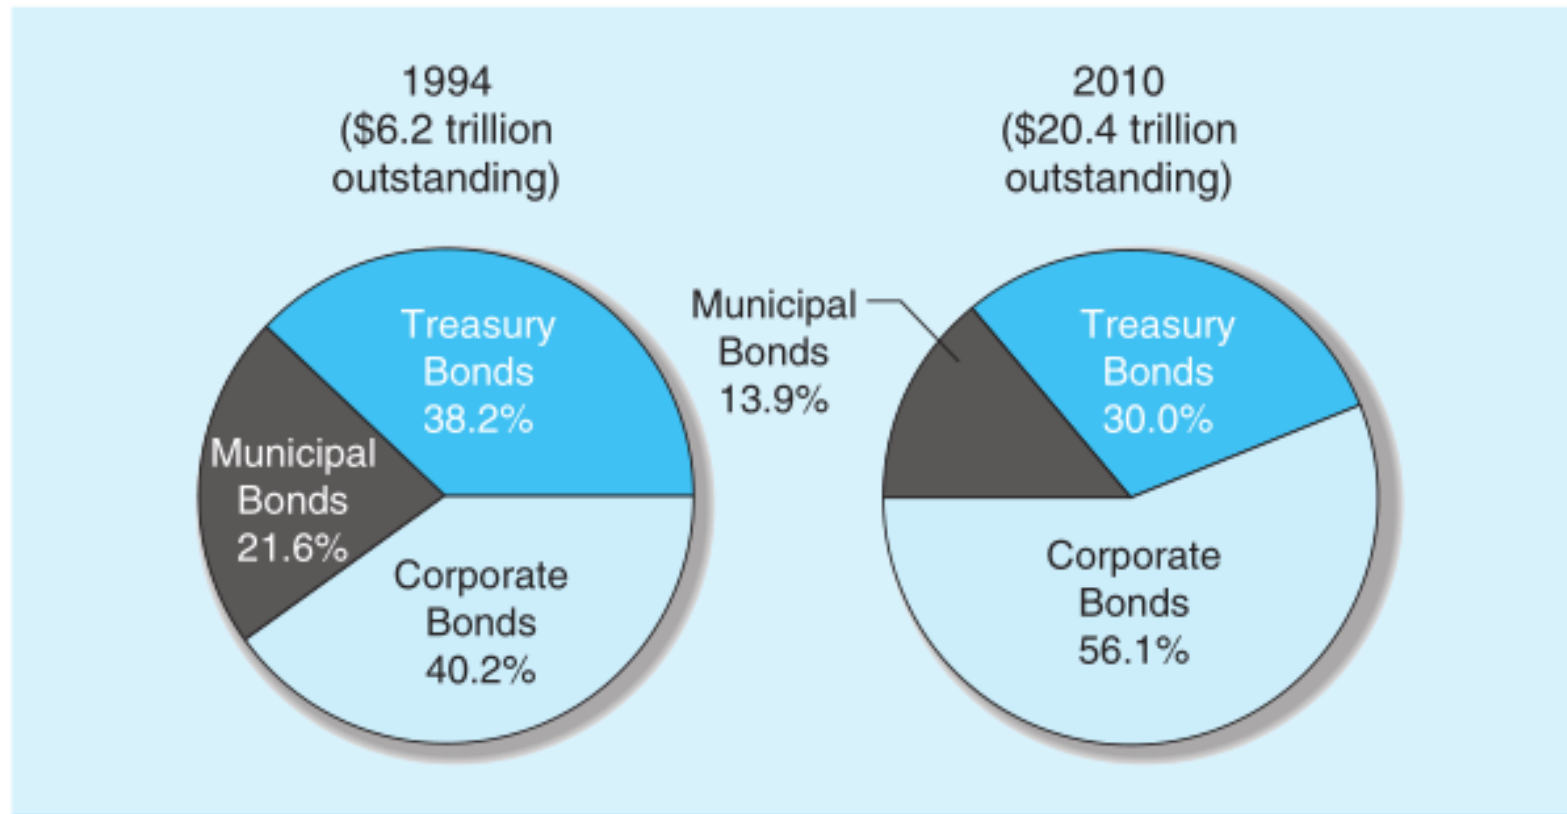 1994
($6.2 trillion
outstanding)
Treasury
Bonds
38.2%
Municipal
Bonds
21.6%
Corporate
Bonds
40.2%
2010
($20.4 trillion
outstanding)
Municipal
Bonds
13.9%
Treasury
Bonds
30.0%
Corporate
Bonds
56.1%